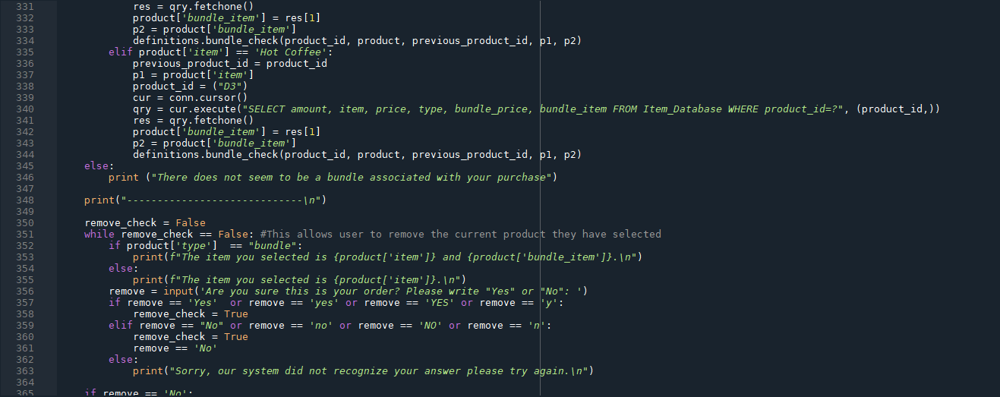 331                 res = qry.fetchone()
332                 product['bundle_item'] = res[1]
333                 p2 = product['bundle_item']
334                 definitions.bundle_check(product_id, product, previous_product_id, p1, p2)
335             elif product['item'] == 'Hot Coffee':
336                 previous_product_id = product_id
337                 p1 = product['item']
338                 product_id = ("D3")
339                 cur = conn.cursor()
340                 qry = cur.execute("SELECT amount, item, price, type, bundle_price, bundle_item FROM Item_Database WHERE product_id=?", (product_id,))
341                 res = qry.fetchone()
342                 product['bundle_item'] = res[1]
343                 p2 = product['bundle_item']
344                 definitions.bundle_check(product_id, product, previous_product_id, p1, p2)
345         else:
346             print ("There does not seem to be a bundle associated with your purchase")
347
348         print("-----------------------------\n")
349
350         remove_check = False
351         while remove_check == False: #This allows user to remove the current product they have selected
352             if product['type']  == "bundle":
353                 print(f"The item you selected is {product['item']} and {product['bundle_item']}.\n")
354             else:
355                 print(f"The item you selected is {product['item']}.\n")
356             remove = input('Are you sure this is your order? Please write "Yes" or "No": ')
357             if remove == 'Yes'  or remove == 'yes' or remove == 'YES' or remove == 'y':
358                 remove_check = True
359             elif remove == "No" or remove == 'no' or remove == 'NO' or remove == 'n':
360                 remove_check = True
361                 remove == 'No'
362             else:
363                 print("Sorry, our system did not recognize your answer please try again.\n")
364
365         if remove == 'No':